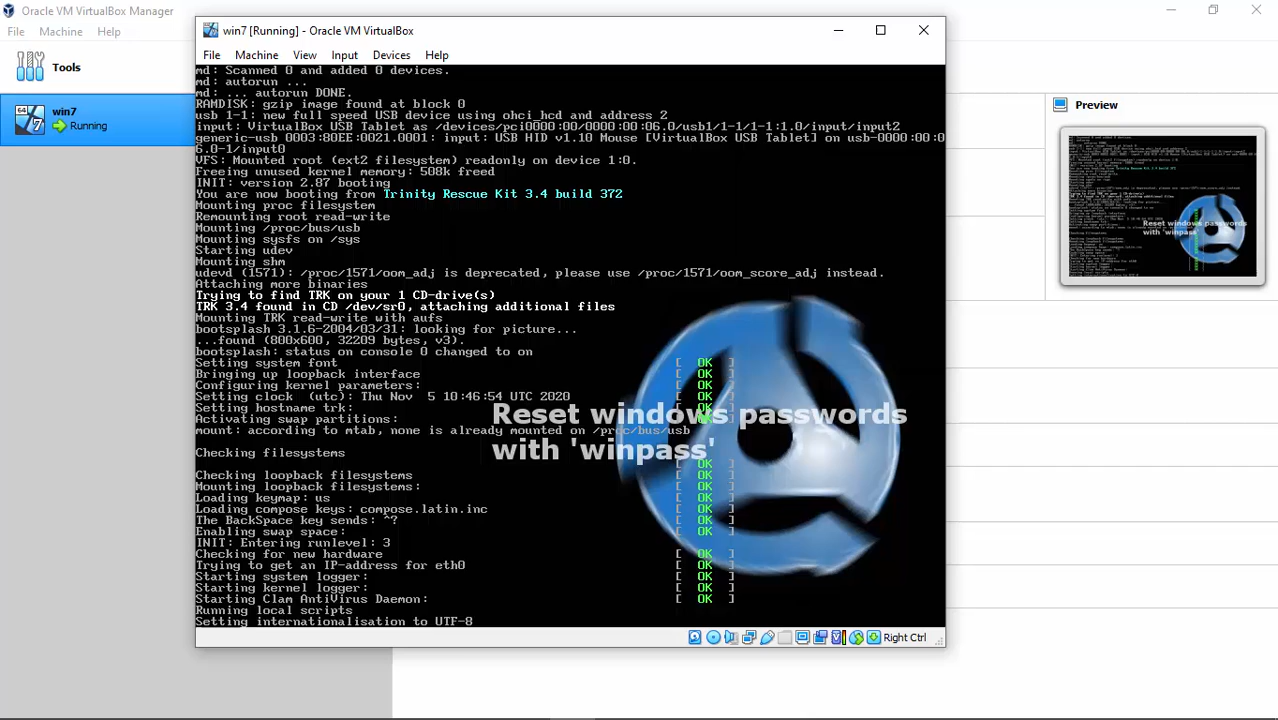 Oracle VM VirtualBox Manager
File Machine Help
Tools
win7
Running
win7 [Running] - Oracle VM VirtualBox
File Machine View Input Devices Help
md: Scanned 0 and added 0 devices.
md: autorun ...
md: ... autorun DONE.
RAMDISK: gzip image found at block 0
usb 1-1: new full speed USB device using ohci_hcd and address 2
input: VirtualBox USB Tablet as /devices/pci0000:00/0000:00:06.0/usb1/1-1/1-1:1.0/input/input2
generic-usb 0003:80EE:0021.0001: input: USB HID v1.10 Mouse [VirtualBox USB Tablet] on usb-0000:00:0
6.0-1/input0
VFS: Mounted root (ext2 filesystem) readonly on device 1:0.
Freeing unused kernel memory: 508k freed
INIT: version 2.87 booting
You are now booting from Trinity Rescue Kit 3.4 build 372
Mounting proc filesystem
Remounting root read-write
Mounting /proc/bus/usb
Mounting sysfs on /sys
Starting udev
Mounting shm
udevd (1571): /proc/1571/oom_adj is deprecated, please use /proc/1571/oom_score_adj instead.
Attaching more binaries
Trying to find TRK on your 1 CD-drive(s)
TRK 3.4 found in CD /dev/sr0, attaching additional files
Mounting TRK read-write with aufs
bootsplash 3.1.6-2004/03/31: looking for picture...
...found (800x600, 32209 bytes, v3).
bootsplash: status on console 0 changed to on
Setting system font [ OK ]
Bringing up loopback interface [ OK ]
Configuring kernel parameters: [ OK ]
Setting clock (utc): Thu Nov 5 10:46:54 UTC 2020 [ OK ]
Setting hostname trk: [ OK ]
Activating swap partitions: [ ]
mount: according to mtab, none is already mounted on /proc/bus/usb
Reset windows passwords
with 'winpass'
Checking filesystems
[ OK ]
Checking loopback filesystems [ OK ]
Mounting loopback filesystems: [ OK ]
Loading keymap: us [ OK ]
Loading compose keys: compose.latin.inc [ OK ]
The BackSpace key sends: ^? [ OK ]
Enabling swap space: [ OK ]
INIT: Entering runlevel: 3
Checking for new hardware [ OK ]
Trying to get an IP-address for eth0 [ OK ]
Starting system logger: [ OK ]
Starting kernel logger: [ OK ]
Starting Clam AntiVirus Daemon: [ OK ]
Running local scripts
Setting internationalisation to UTF-8
Right Ctrl
Preview
Reset windows passwords
with 'winpass'